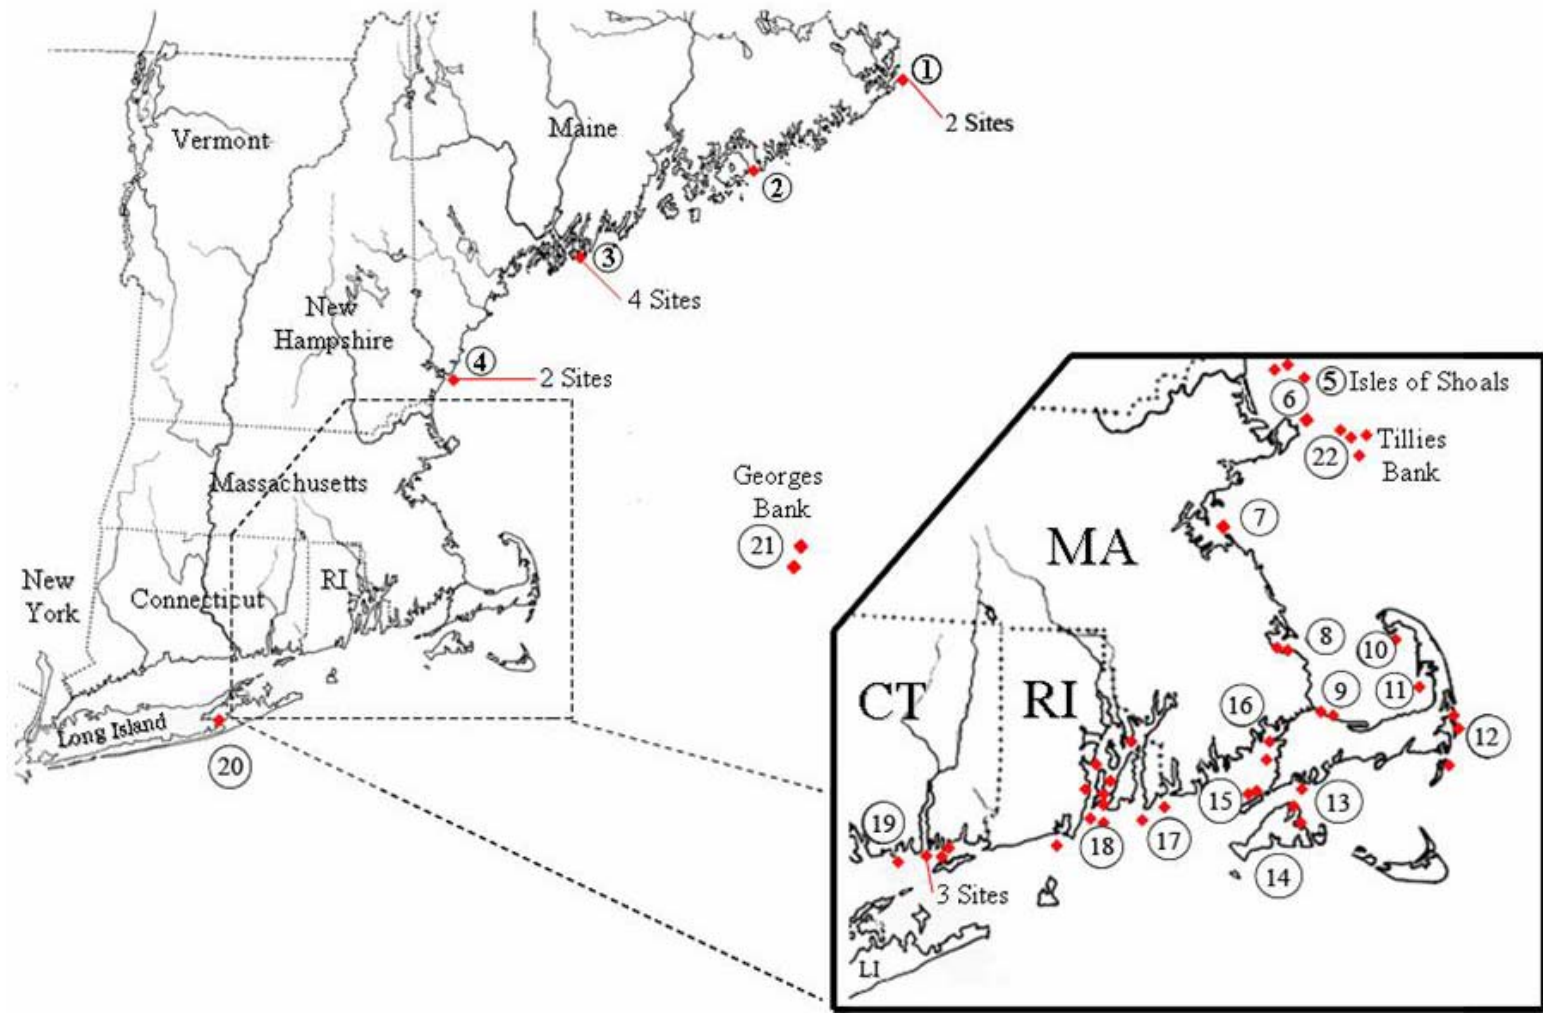 ①
2 Sites
Vermont
Maine
②
③
4 Sites
New
Hampshire
④
2 Sites
⑤ Isles of Shoals
⑥
Tillies
Bank
㉒
Massachusetts
Georges
Bank
㉑
⑦
MA
New
York
Connecticut
RI
⑧
⑩
⑪
⑨
⑯
⑫
CT
RI
Long Island
⑳
⑮
⑬
⑲
⑱
⑰
⑭
3 Sites
LI